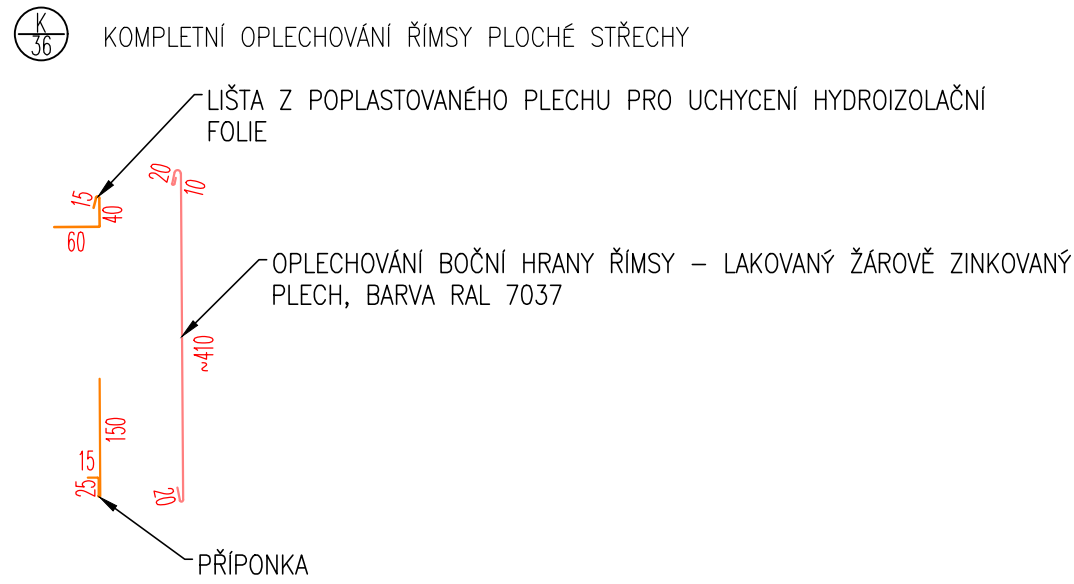 K
36
KOMPLETNÍ OPLECHOVÁNÍ ŘÍMSY PLOCHÉ STŘECHY
LIŠTA Z POPLASTOVANÉHO PLECHU PRO UCHYCENÍ HYDROIZOLAČNÍ
FOLIE
15
40
60
20
10
OPLECHOVÁNÍ BOČNÍ HRANY ŘÍMSY – LAKOVANÝ ŽÁROVĚ ZINKOVANÝ
PLECH, BARVA RAL 7037
~410
150
15
25
20
PŘÍPONKA